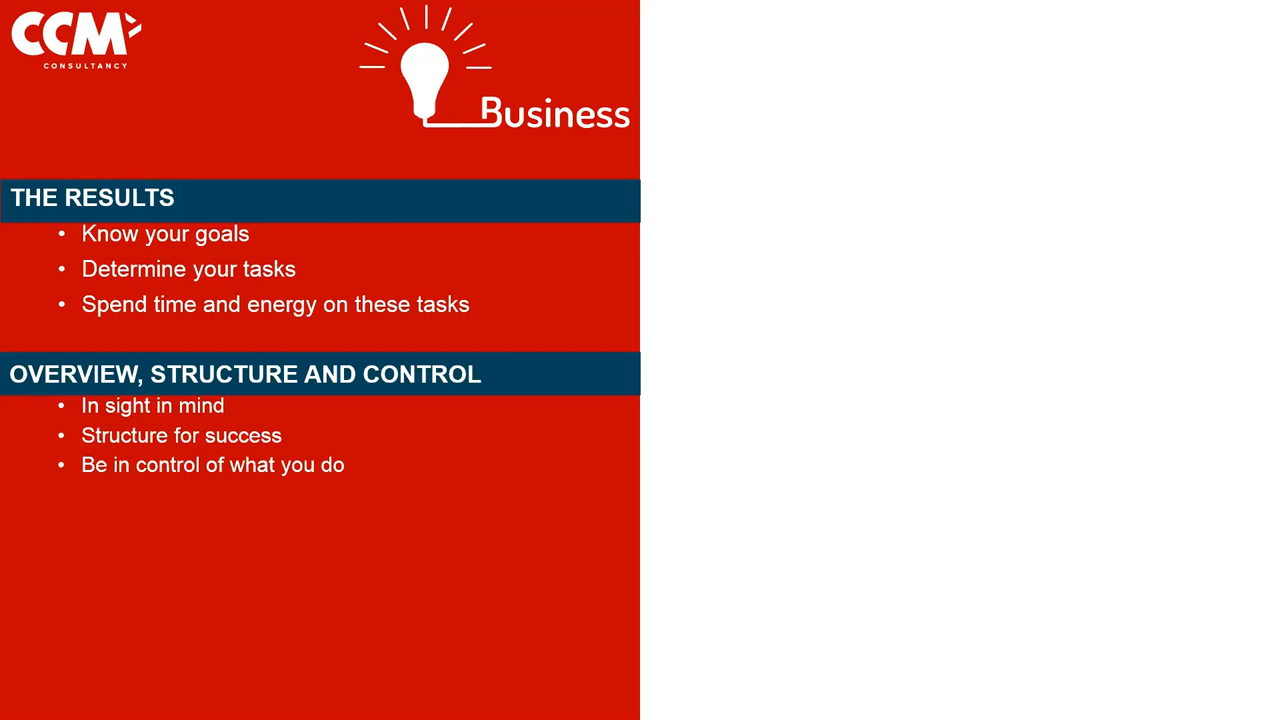 CCM
CONSULTANCY
Business
THE RESULTS
• Know your goals
• Determine your tasks
• Spend time and energy on these tasks
OVERVIEW, STRUCTURE AND CONTROL
• In sight in mind
• Structure for success
• Be in control of what you do